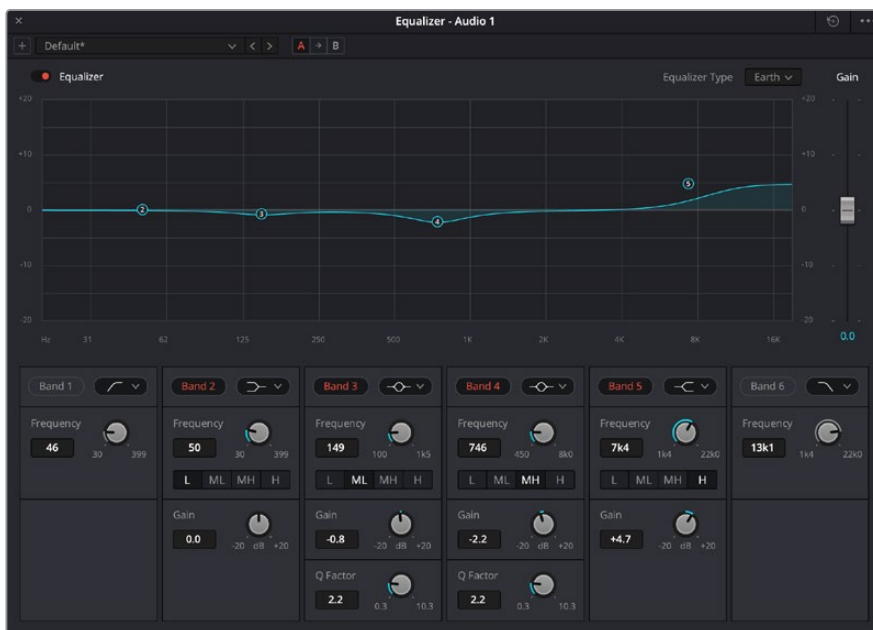 Equalizer - Audio 1
Default*
A B
Equalizer
Equalizer Type Earth Gain
+20 +20
+10 +10
0 0
-10 -10
-20 -20
Hz 31 62 125 250 500 1K 2K 4K 8K 16K 0.0
2 3 4 5
Band 1 Band 2 Band 3 Band 4 Band 5 Band 6
Frequency Frequency Frequency Frequency Frequency Frequency
46 30 399 50 30 399 149 100 1k5 746 450 8k0 7k4 1k4 22k0 13k1 1k4 22k0
L ML MH H L ML MH H L ML MH H L ML MH H
Gain Gain Gain Gain
0.0 -20 dB +20 -0.8 -20 dB +20 -2.2 -20 dB +20 +4.7 -20 dB +20
Q Factor Q Factor
2.2 0.3 10.3 2.2 0.3 10.3